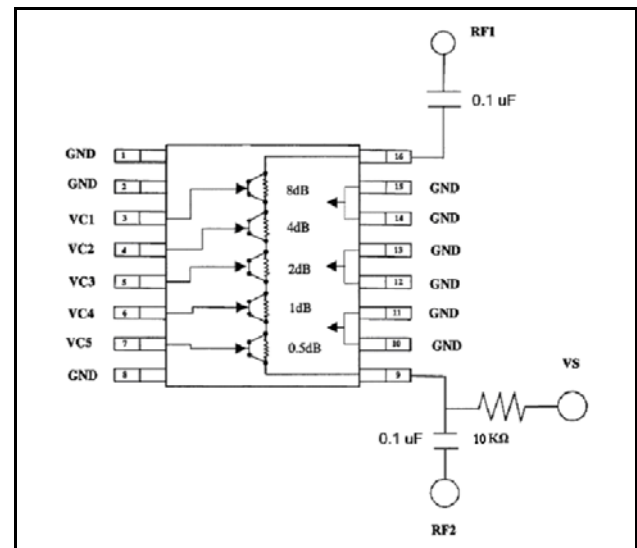 RF1
0.1 uF
GND 1 16
GND 2 15 GND
8dB
VC1 3 14 GND
4dB
VC2 4 13 GND
2dB
VC3 5 12 GND
VC4 6 1dB 11 GND
VC5 7 0.5dB 10 GND
GND 8 9
VS
0.1 uF 10 KΩ
RF2